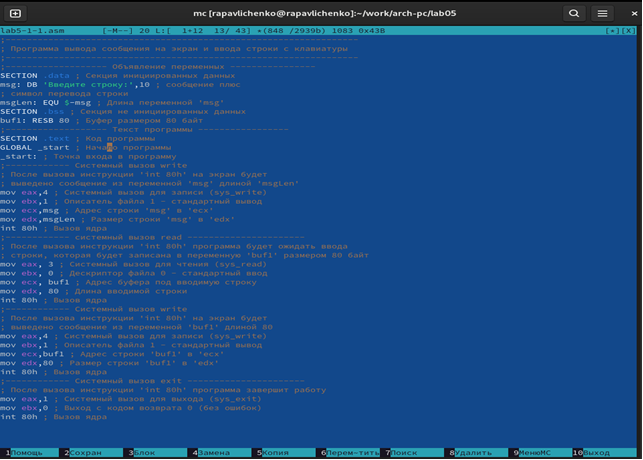 mc [rapavlichenko@rapavlichenko]:~/work/arch-pc/lab05
lab5-1-1.asm [-M--] 20 L:[ 1+12 13/ 43] *(848 /2939b) 1083 0x43B [*][X]
;------------------------------------------------------------------
; Программа вывода сообщения на экран и ввода строки с клавиатуры
;------------------------------------------------------------------
;------------------- Объявление переменных ----------------
SECTION .data ; Секция инициированных данных
msg: DB 'Введите строку:',10 ; сообщение плюс
; символ перевода строки
msgLen: EQU $-msg ; Длина переменной 'msg'
SECTION .bss ; Секция не инициированных данных
buf1: RESB 80 ; Буфер размером 80 байт
;------------------- Текст программы -----------------
SECTION .text ; Код программы
GLOBAL _start ; Начало программы
_start: ; Точка входа в программу
;------------ Системный вызов write
; После вызова инструкции 'int 80h' на экран будет
; выведено сообщение из переменной 'msg' длиной 'msgLen'
mov eax,4 ; Системный вызов для записи (sys_write)
mov ebx,1 ; Описатель файла 1 - стандартный вывод
mov ecx,msg ; Адрес строки 'msg' в 'ecx'
mov edx,msgLen ; Размер строки 'msg' в 'edx'
int 80h ; Вызов ядра
;------------ системный вызов read ----------------------
; После вызова инструкции 'int 80h' программа будет ожидать ввода
; строки, которая будет записана в переменную 'buf1' размером 80 байт
mov eax, 3 ; Системный вызов для чтения (sys_read)
mov ebx, 0 ; Дескриптор файла 0 - стандартный ввод
mov ecx, buf1 ; Адрес буфера под вводимую строку
mov edx, 80 ; Длина вводимой строки
int 80h ; Вызов ядра
;------------ Системный вызов write
; После вызова инструкции 'int 80h' на экран будет
; выведено сообщение из переменной 'buf1' длиной 80
mov eax,4 ; Системный вызов для записи (sys_write)
mov ebx,1 ; Описатель файла 1 - стандартный вывод
mov ecx,buf1 ; Адрес строки 'buf1' в 'ecx'
mov edx,80 ; Размер строки 'buf1' в 'edx'
int 80h ; Вызов ядра
;------------ Системный вызов exit ----------------------
; После вызова инструкции 'int 80h' программа завершит работу
mov eax,1 ; Системный вызов для выхода (sys_exit)
mov ebx,0 ; Выход с кодом возврата 0 (без ошибок)
int 80h ; Вызов ядра
1Помощь 2Сохран 3Блок 4Замена 5Копия 6Перем~тить 7Поиск 8Удалить 9МенюМС 10Выход